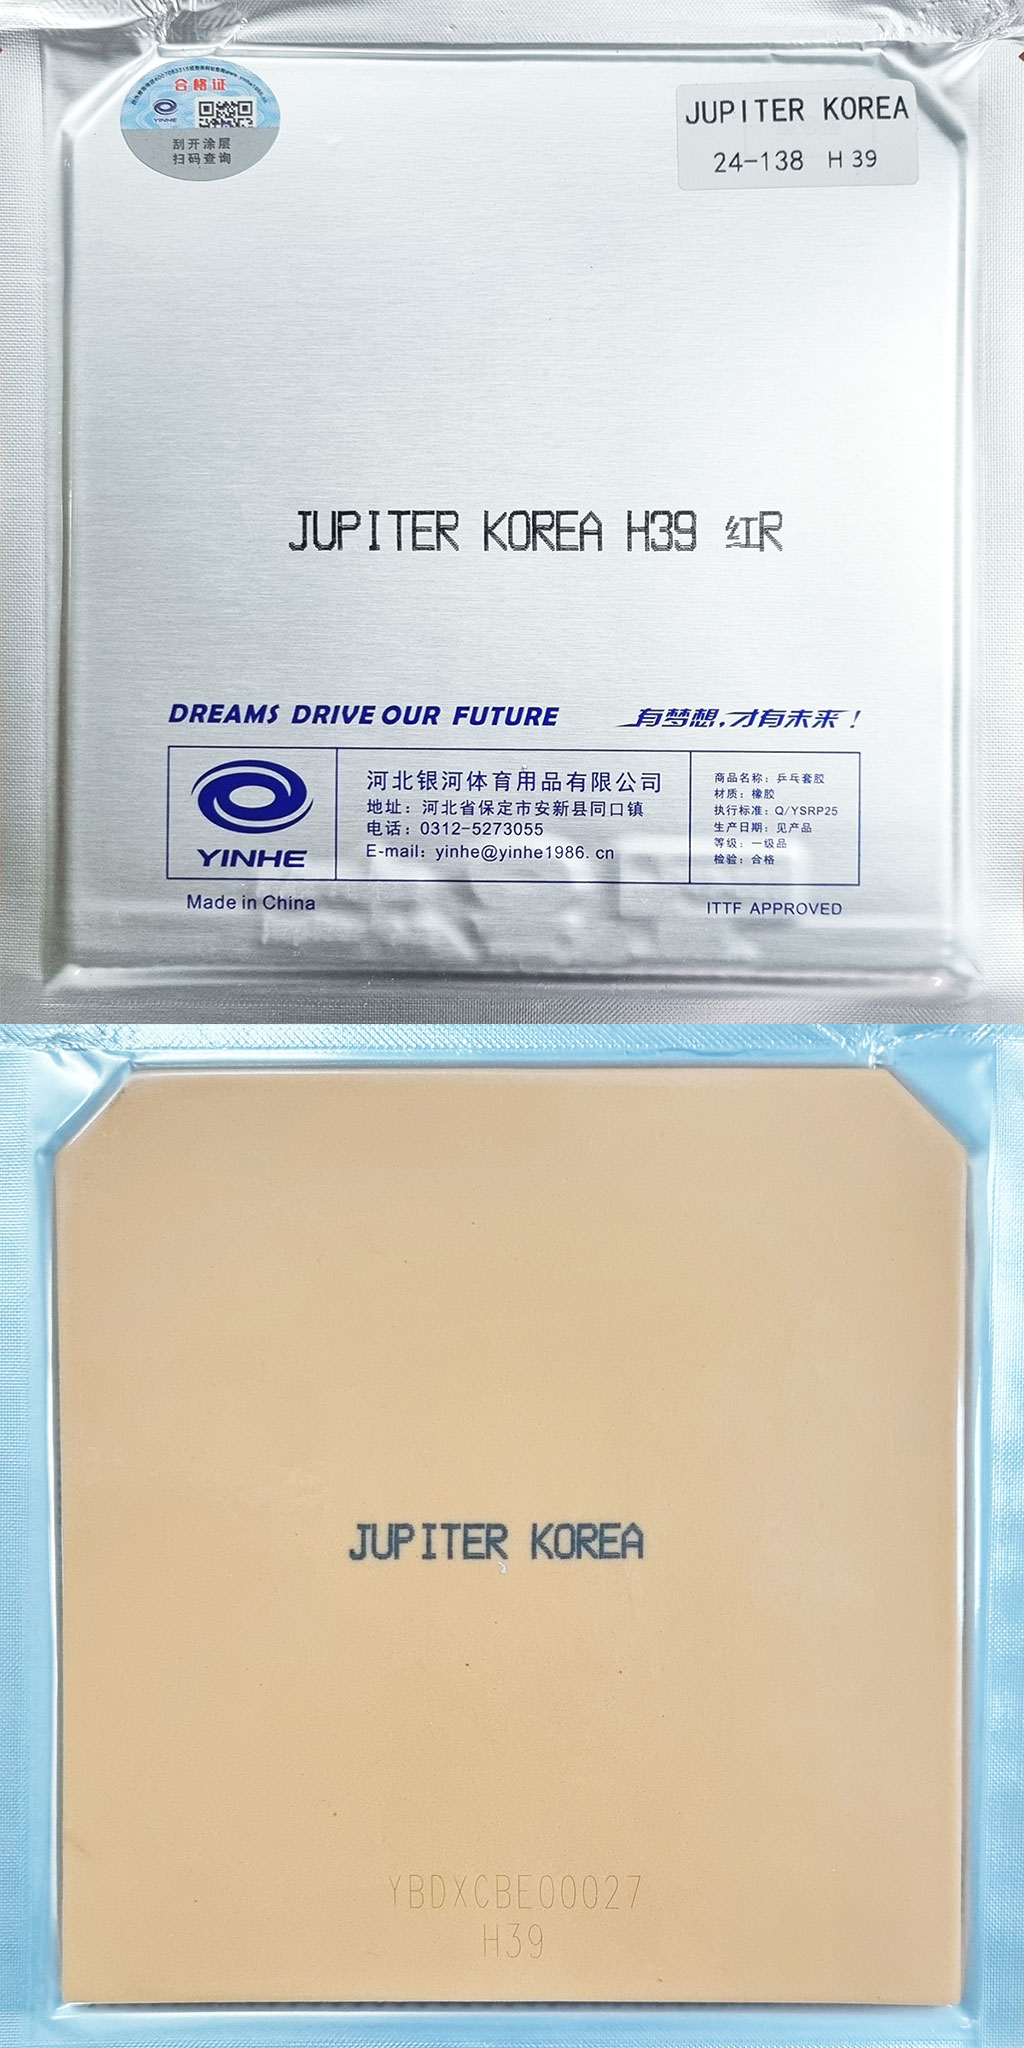 合格证
YINHE
刮开涂层
扫码查询
JUPITER KOREA
24-138 H 39
JUPITER KOREA H39 红R
DREAMS DRIVE OUR FUTURE
有梦想,才有未来!
YINHE
河北银河体育用品有限公司
地址：河北省保定市安新县同口镇
电话：0312-5273055
E-mail：yinhe@yinhe1986. cn
商品名称：乒乓套胶
材质：橡胶
执行标准：Q/YSRP25
生产日期：见产品
等级：一级品
检验：合格
Made in China
ITTF APPROVED
JUPITER KOREA
YBDXCBE00027
H39